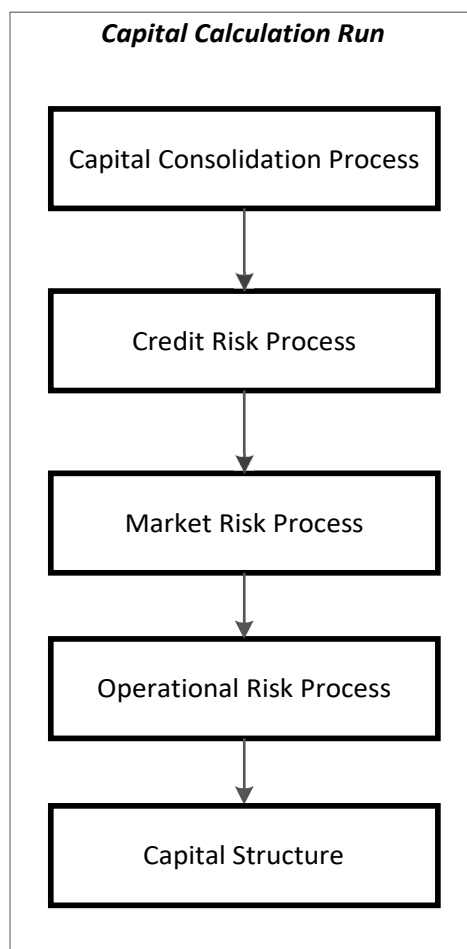 Capital Calculation Run
Capital Consolidation Process
Credit Risk Process
Market Risk Process
Operational Risk Process
Capital Structure